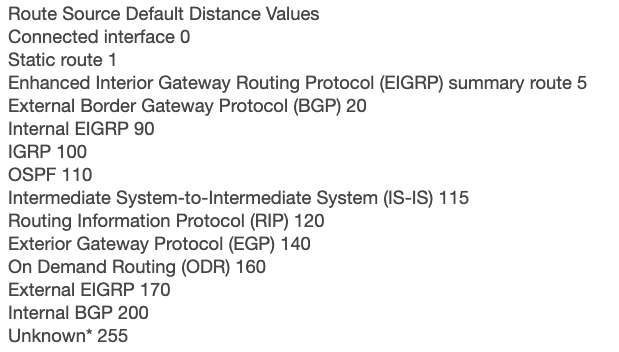 Route Source Default Distance Values
Connected interface 0
Static route 1
Enhanced Interior Gateway Routing Protocol (EIGRP) summary route 5
External Border Gateway Protocol (BGP) 20
Internal EIGRP 90
IGRP 100
OSPF 110
Intermediate System-to-Intermediate System (IS-IS) 115
Routing Information Protocol (RIP) 120
Exterior Gateway Protocol (EGP) 140
On Demand Routing (ODR) 160
External EIGRP 170
Internal BGP 200
Unknown* 255